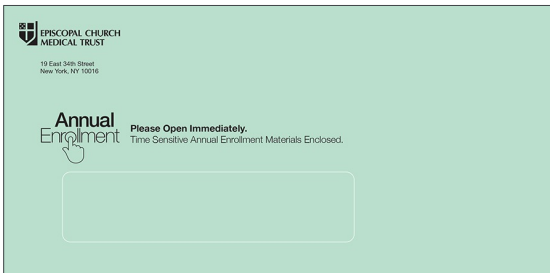 EPISCOPAL CHURCH
MEDICAL TRUST
19 East 34th Street
New York, NY 10016
Annual
Enrollment
Please Open Immediately.
Time Sensitive Annual Enrollment Materials Enclosed.